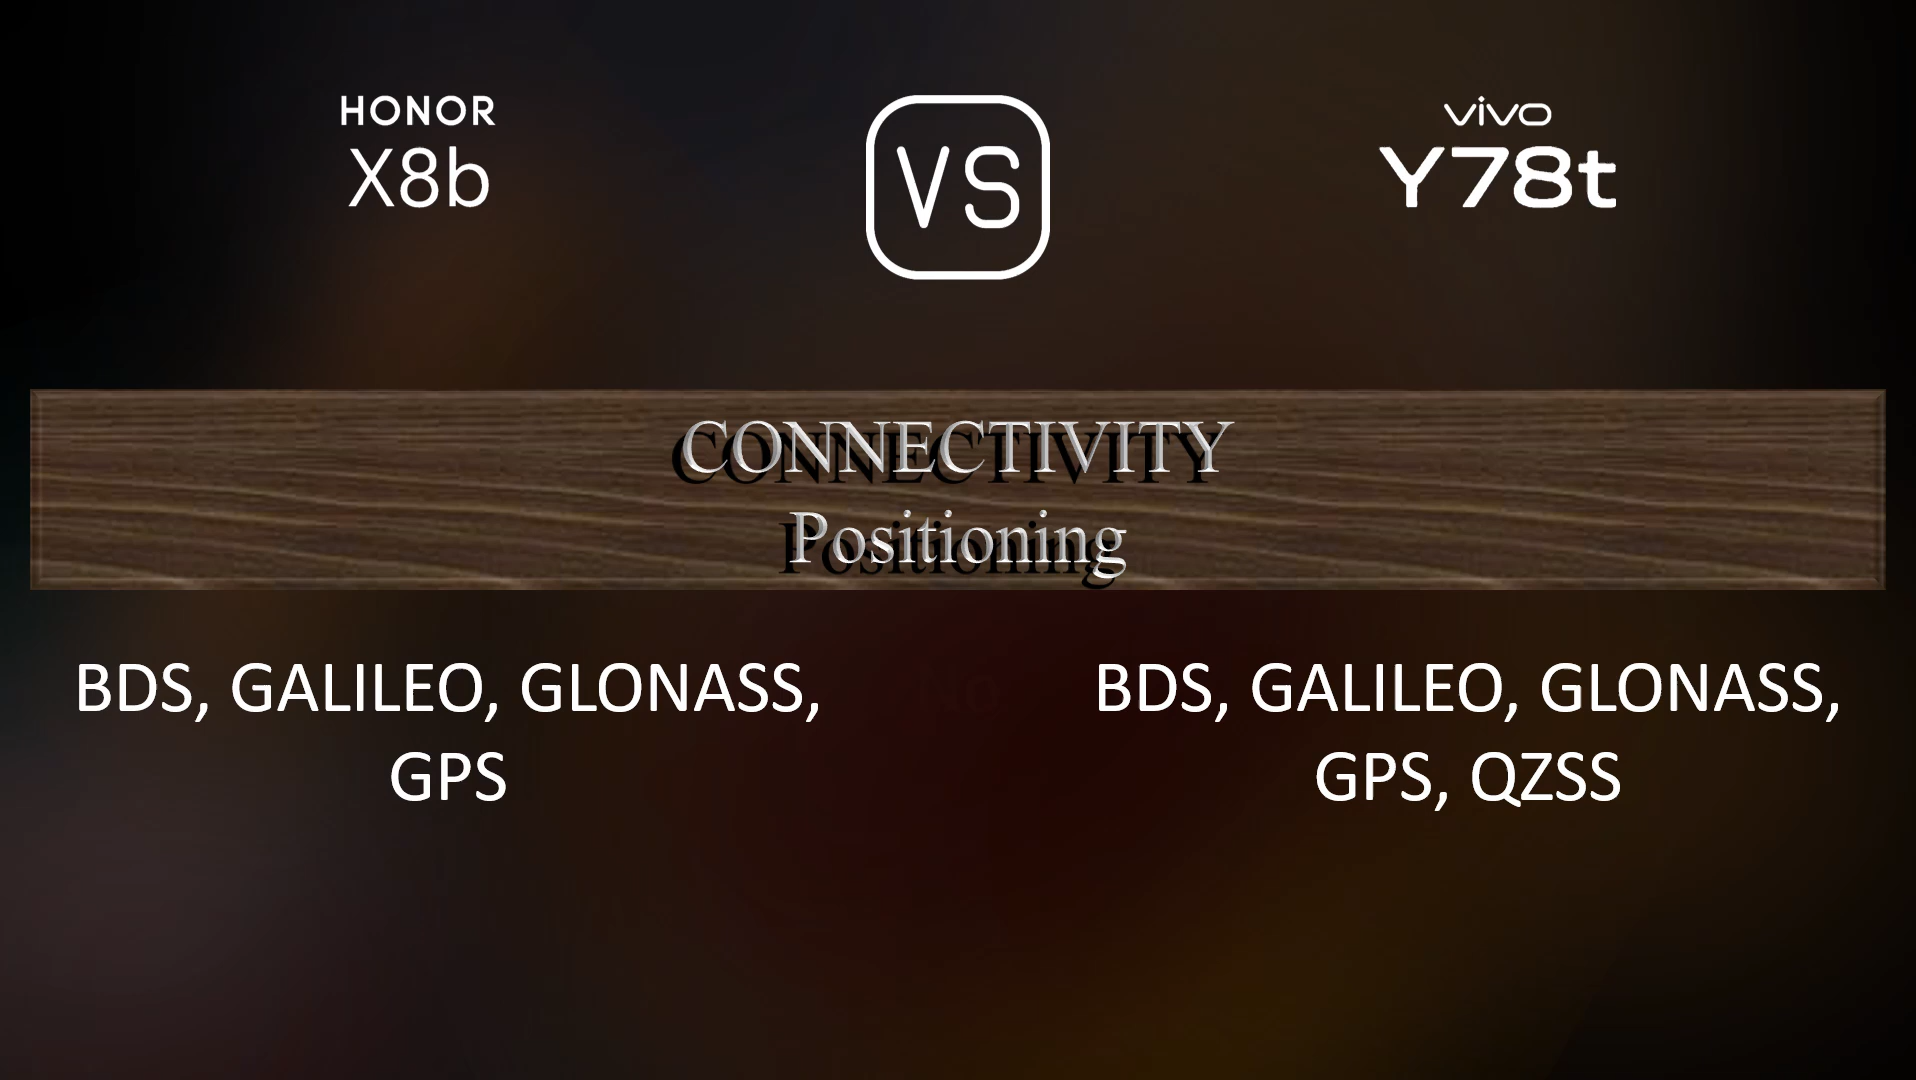 HONOR
X8b
VS
vivo
Y78t
CONNECTIVITY
Positioning
BDS, GALILEO, GLONASS,
GPS
BDS, GALILEO, GLONASS,
GPS, QZSS